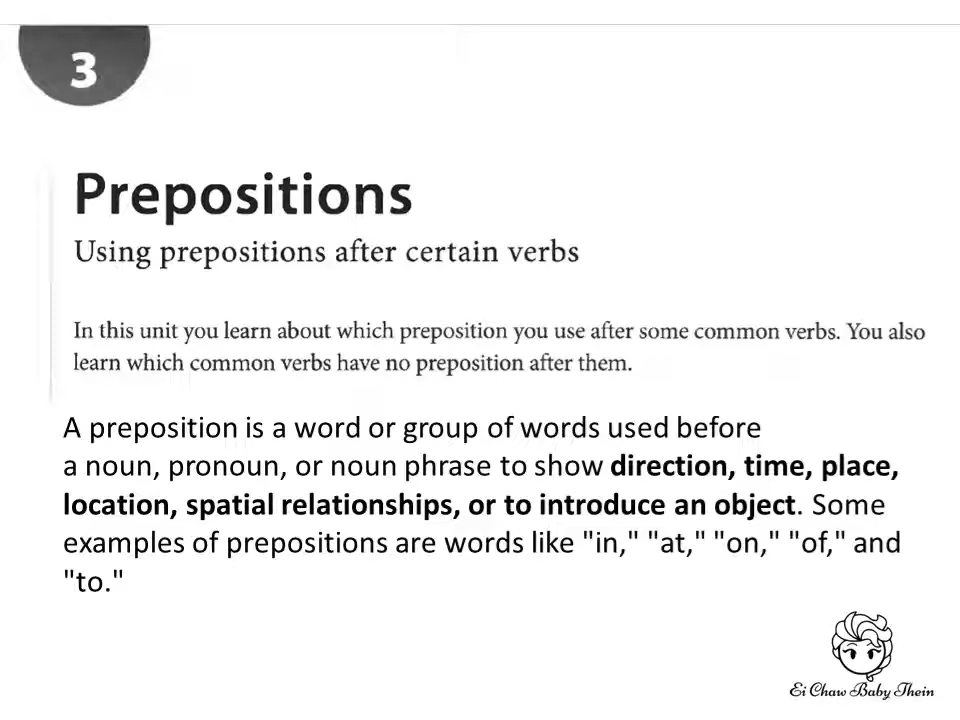 3
Prepositions
Using prepositions after certain verbs
In this unit you learn about which preposition you use after some common verbs. You also
learn which common verbs have no preposition after them.
A preposition is a word or group of words used before
a noun, pronoun, or noun phrase to show direction, time, place,
location, spatial relationships, or to introduce an object. Some
examples of prepositions are words like "in," "at," "on," "of," and
"to."
Ei Chaw Baby Thein